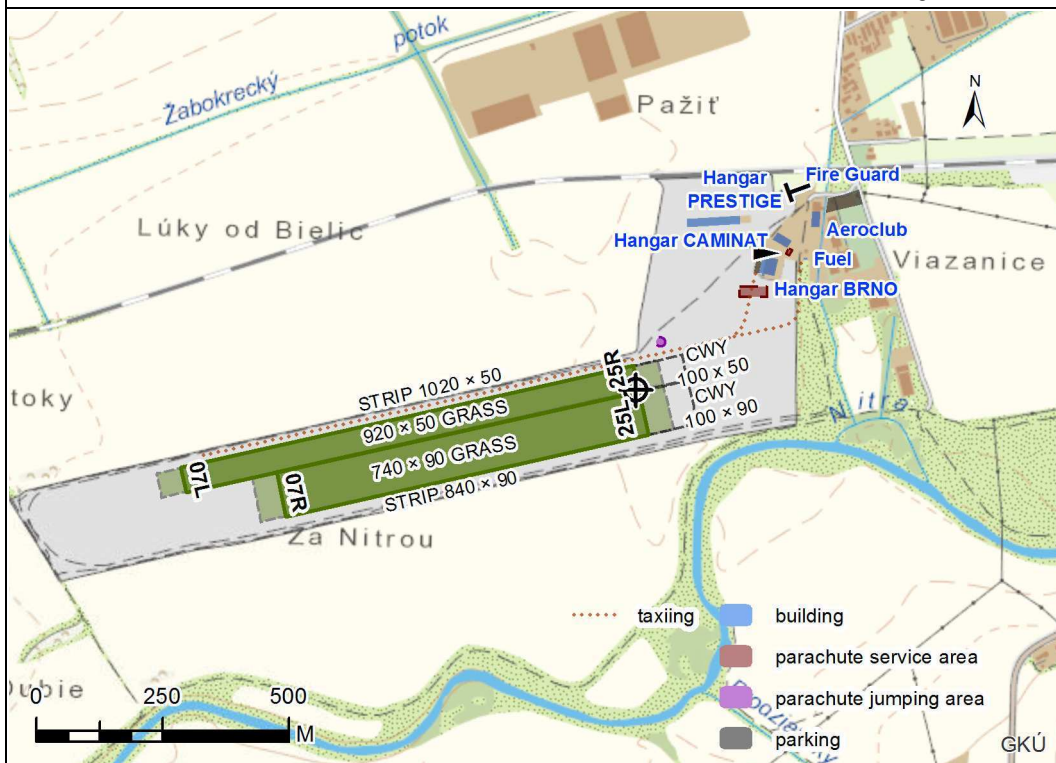 potok
Žabokrecký
Pažiť
N
Hangar
PRESTIGE
Fire Guard
Lúky od Bielic
Hangar CAMINAT
Aeroclub
Fuel
Viazanice
Hangar BRNO
toky
STRIP 1020 × 50
920 × 50 GRASS
25R
CWY
100 x 50
CWY
100 × 90
25L
07L
07R
740 × 90 GRASS
STRIP 840 × 90
Nitra
Za Nitrou
taxiing
building
parachute service area
parachute jumping area
parking
Dubie
0 250 500
M
GKÚ